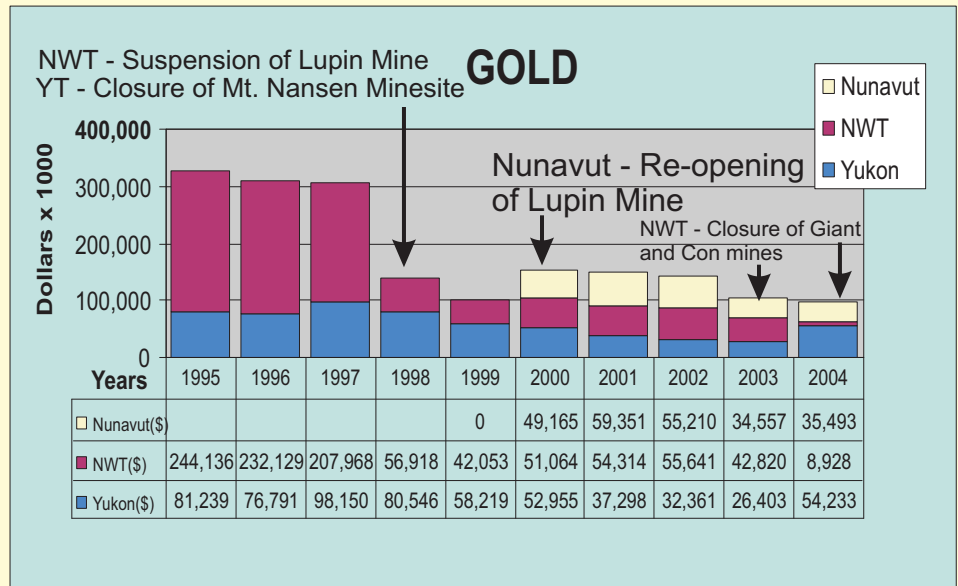 NWT - Suspension of Lupin Mine
YT - Closure of Mt. Nansen Minesite
GOLD
Nunavut
NWT
Yukon
Nunavut - Re-opening
of Lupin Mine
NWT - Closure of Giant
and Con mines
Dollars x 1000
400,000
300,000
200,000
100,000
0
Years 1995 1996 1997 1998 1999 2000 2001 2002 2003 2004
Nunavut($) 0 49,165 59,351 55,210 34,557 35,493
NWT($) 244,136 232,129 207,968 56,918 42,053 51,064 54,314 55,641 42,820 8,928
Yukon($) 81,239 76,791 98,150 80,546 58,219 52,955 37,298 32,361 26,403 54,233